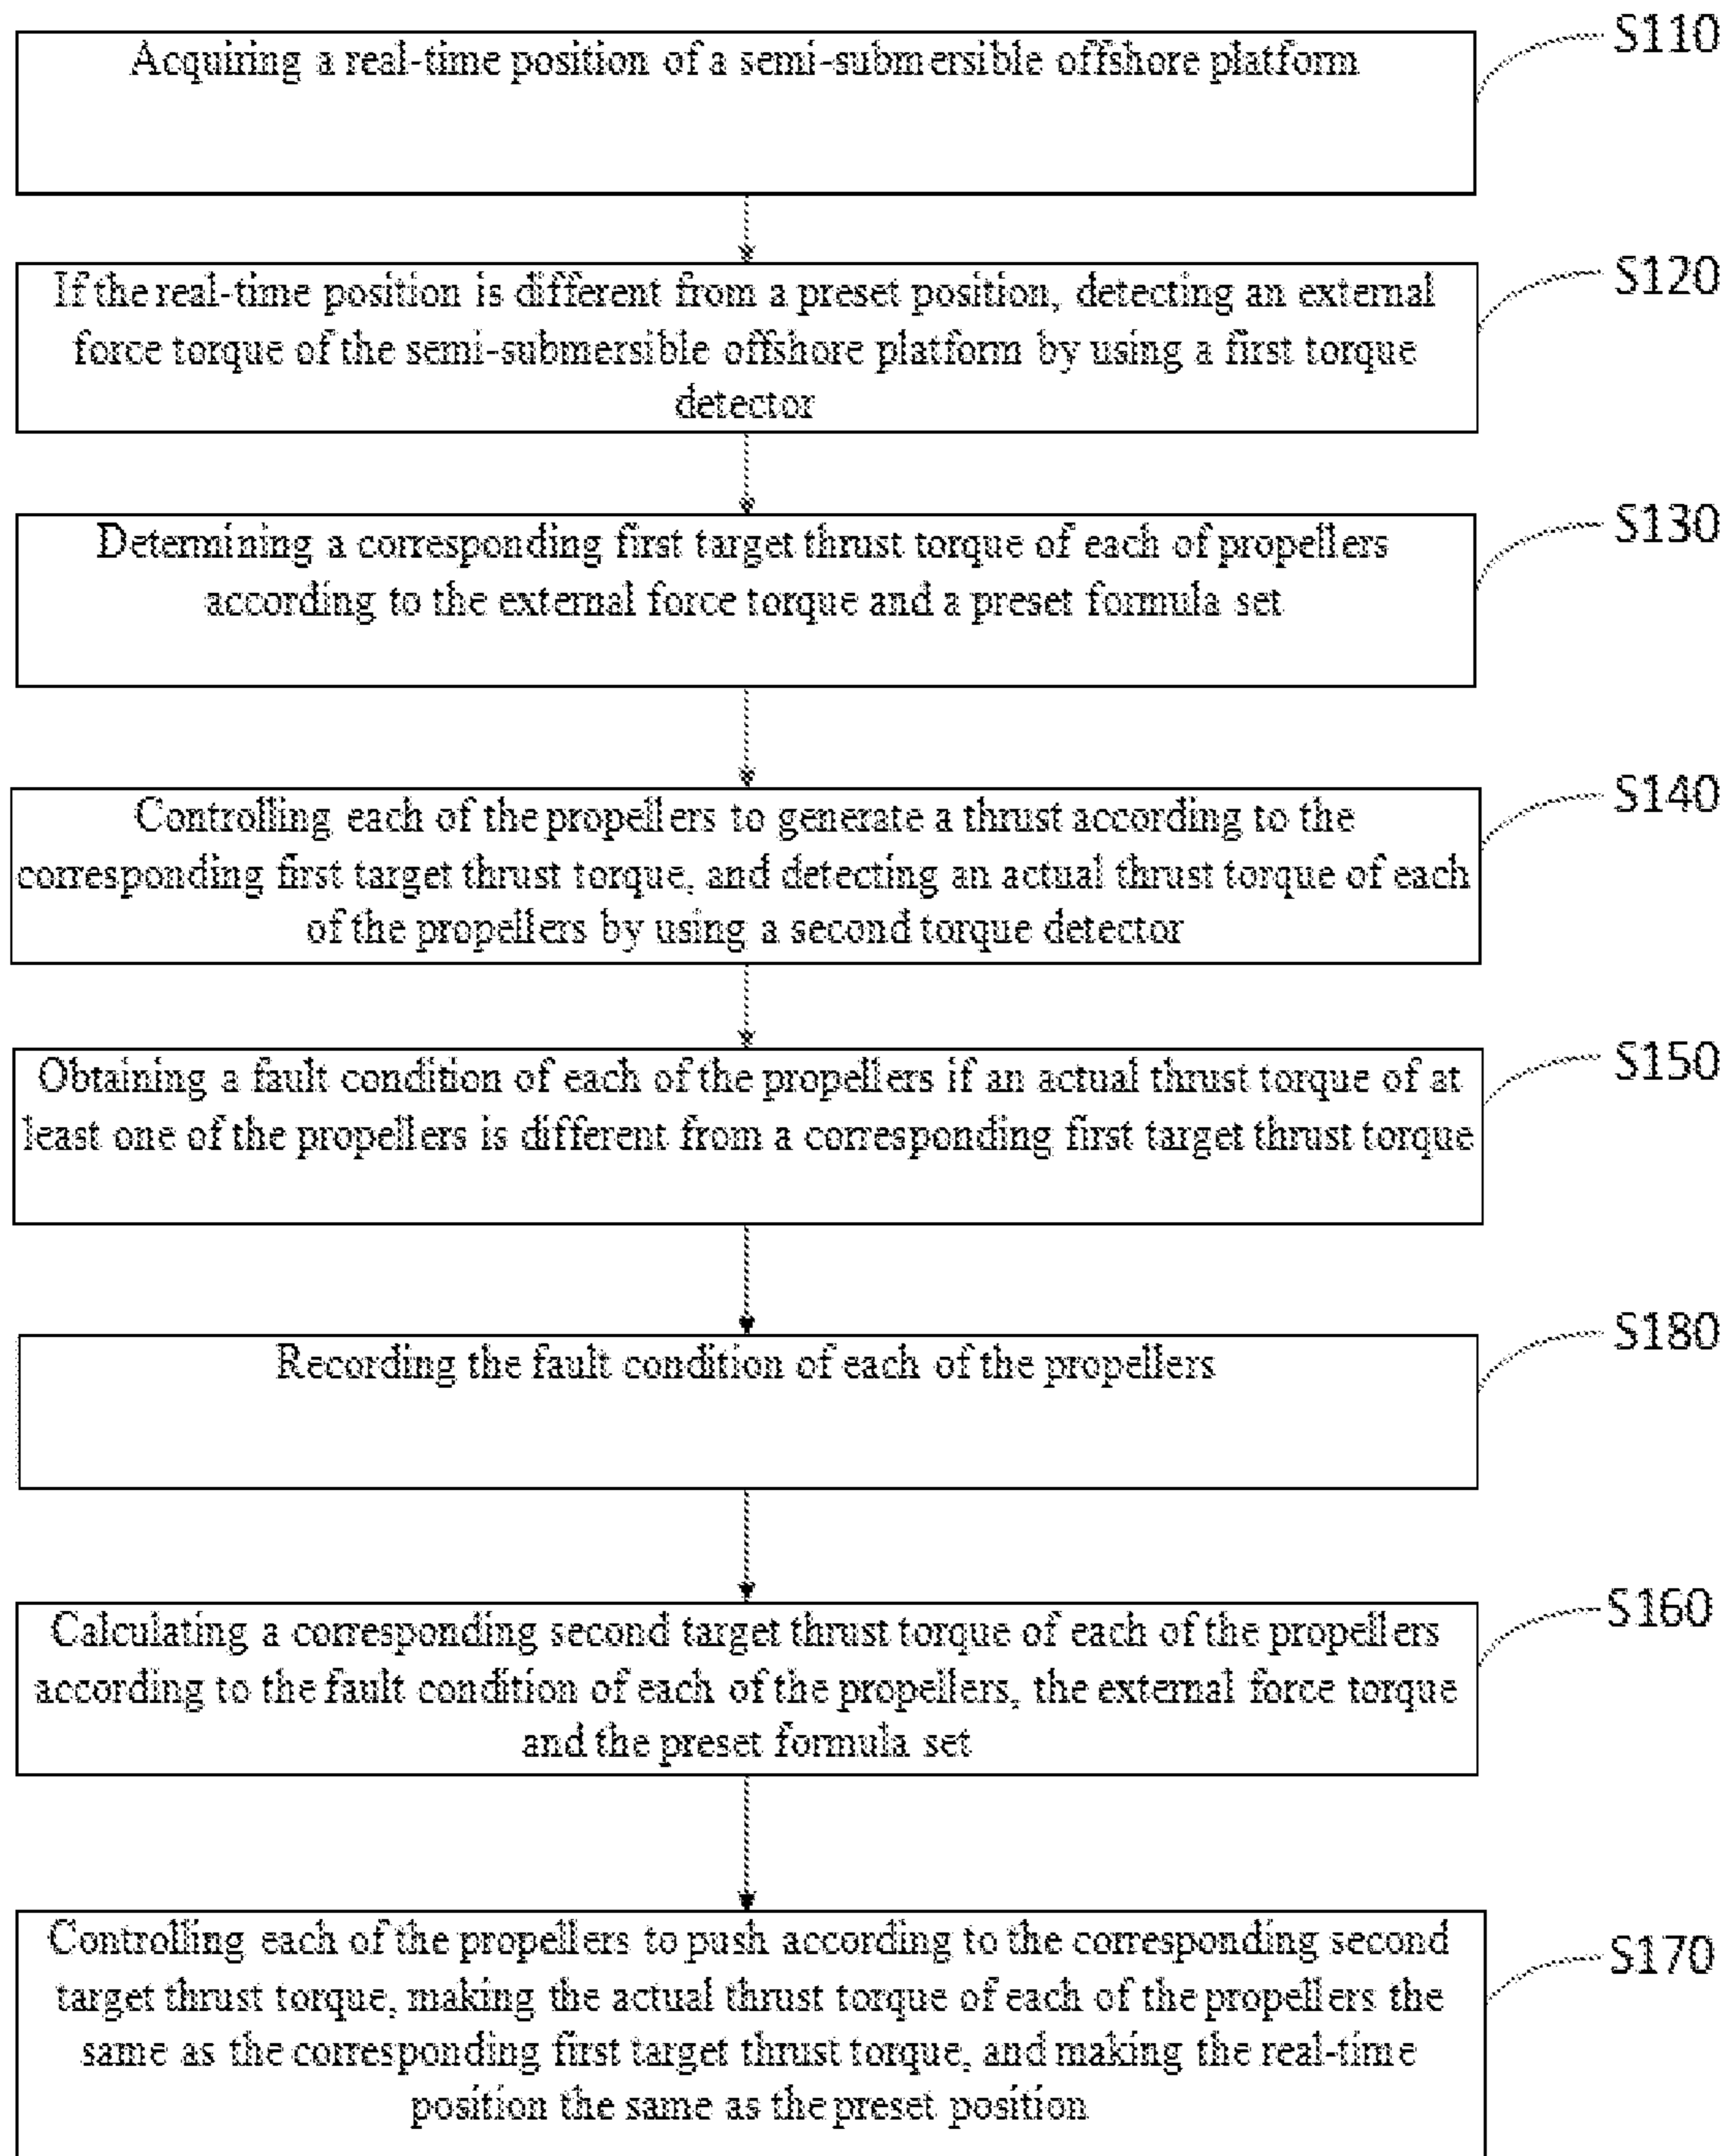 Acquiring a real-time position of a semi-submersible offshore platform
S110
If the real-time position is different from a preset position, detecting an external
force torque of the semi-submersible offshore platform by using a first torque
detector
S120
Determining a corresponding first target thrust torque of each of propellers
according to the external force torque and a preset formula set
S130
Controlling each of the propellers to generate a thrust according to the
corresponding first target thrust torque, and detecting an actual thrust torque of each
of the propellers by using a second torque detector
S140
Obtaining a fault condition of each of the propellers if an actual thrust torque of at
least one of the propellers is different from a corresponding first target thrust torque
S150
Recording the fault condition of each of the propellers
S180
Calculating a corresponding second target thrust torque of each of the propellers
according to the fault condition of each of the propellers, the external force torque
and the preset formula set
S160
Controlling each of the propellers to push according to the corresponding second
target thrust torque, making the actual thrust torque of each of the propellers the
same as the corresponding first target thrust torque, and making the real-time
position the same as the preset position
S170